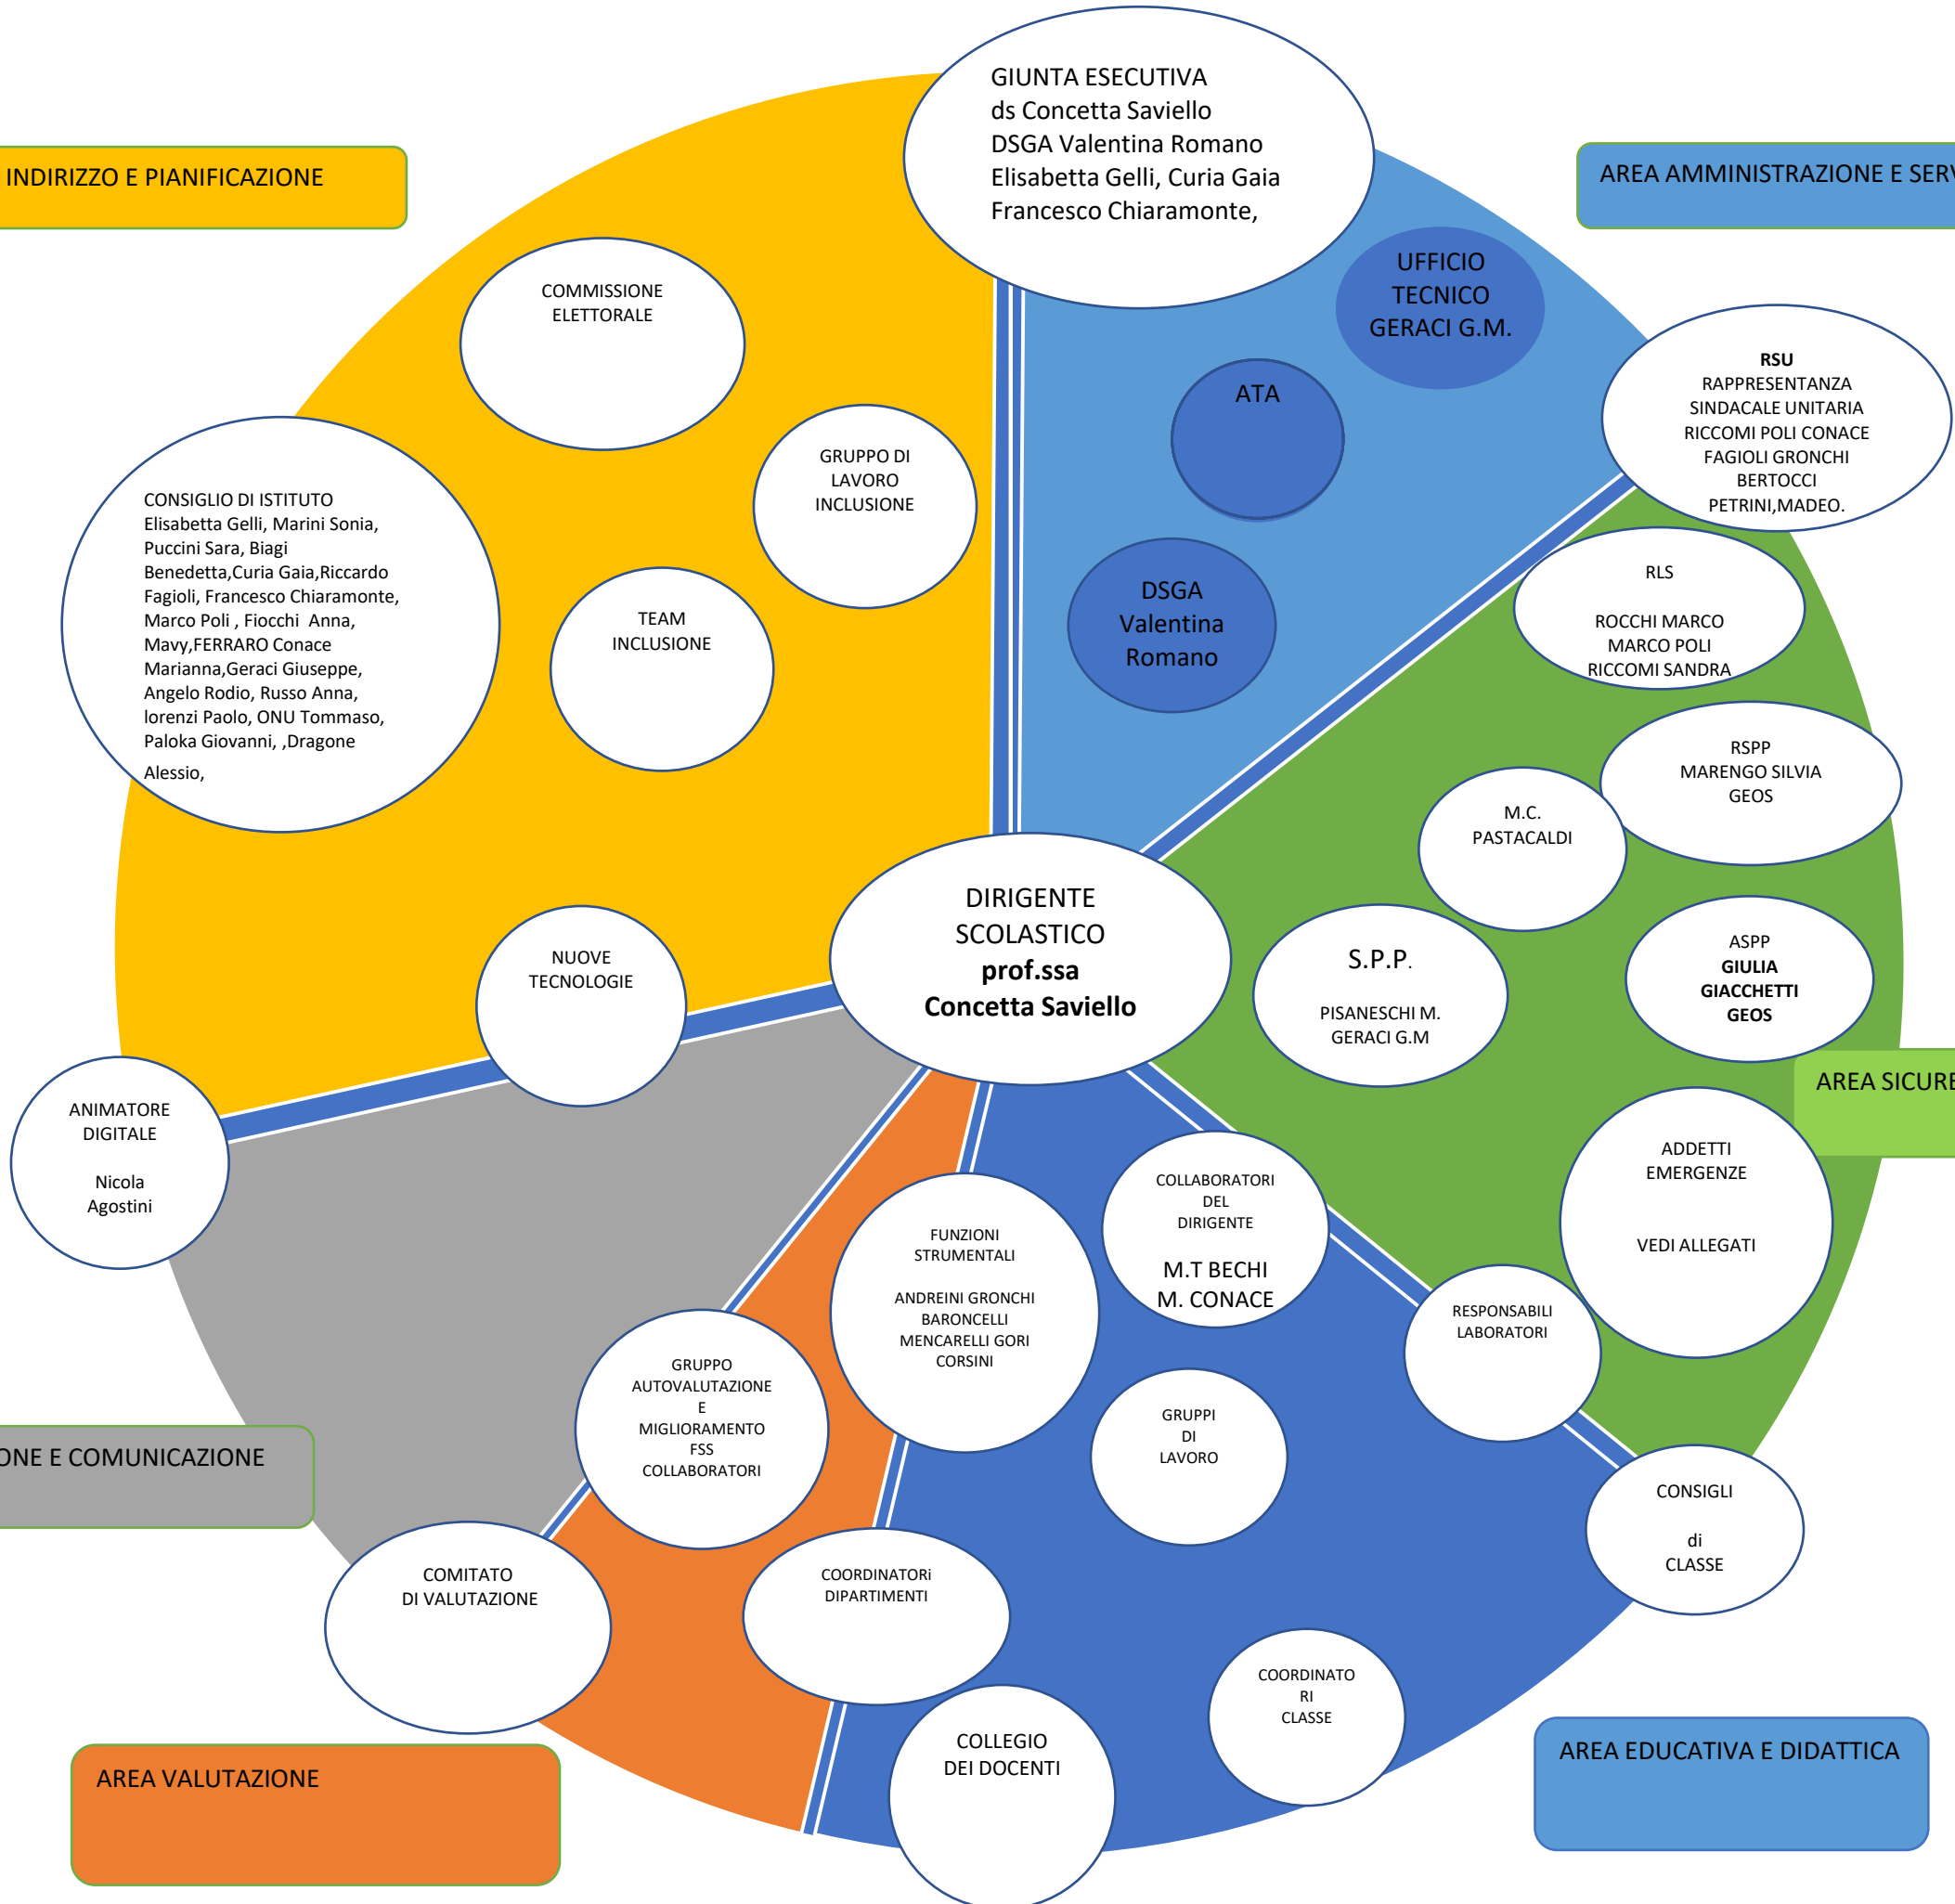 GIUNTA ESECUTIVA
ds Concetta Saviello
DSGA Valentina Romano
Elisabetta Gelli, Curia Gaia
Francesco Chiaramonte,
INDIRIZZO E PIANIFICAZIONE
AREA AMMINISTRAZIONE E SERV
COMMISSIONE
ELETTORALE
UFFICIO
TECNICO
GERACI G.M.
ATA
RSU
RAPPRESENTANZA
SINDACALE UNITARIA
RICCOMI POLI CONACE
FAGIOLI GRONCHI
BERTOCCI
PETRINI,MADEO.
GRUPPO DI
LAVORO
INCLUSIONE
CONSIGLIO DI ISTITUTO
Elisabetta Gelli, Marini Sonia,
Puccini Sara, Biagi
Benedetta,Curia Gaia,Riccardo
Fagioli, Francesco Chiaramonte,
Marco Poli , Fiocchi  Anna,
Mavy,FERRARO Conace
Marianna,Geraci Giuseppe,
Angelo Rodio, Russo Anna,
lorenzi Paolo, ONU Tommaso,
Paloka Giovanni, ,Dragone
Alessio,
TEAM
INCLUSIONE
DSGA
Valentina
Romano
RLS
ROCCHI MARCO
MARCO POLI
RICCOMI SANDRA
RSPP
MARENGO SILVIA
GEOS
M.C.
PASTACALDI
DIRIGENTE
SCOLASTICO
prof.ssa
Concetta Saviello
NUOVE
TECNOLOGIE
S.P.P.
PISANESCHI M.
GERACI G.M
ASPP
GIULIA
GIACCHETTI
GEOS
AREA SICURE
ANIMATORE
DIGITALE
Nicola
Agostini
ADDETTI
EMERGENZE
VEDI ALLEGATI
COLLABORATORI
DEL
DIRIGENTE
M.T BECHI
M. CONACE
FUNZIONI
STRUMENTALI
ANDREINI GRONCHI
BARONCELLI
MENCARELLI GORI
CORSINI
RESPONSABILI
LABORATORI
GRUPPO
AUTOVALUTAZIONE
E
MIGLIORAMENTO
FSS
COLLABORATORI
GRUPPI
DI
LAVORO
ONE E COMUNICAZIONE
CONSIGLI
di
CLASSE
COMITATO
DI VALUTAZIONE
COORDINATORi
DIPARTIMENTI
COORDINATO
RI
CLASSE
COLLEGIO
DEI DOCENTI
AREA VALUTAZIONE
AREA EDUCATIVA E DIDATTICA